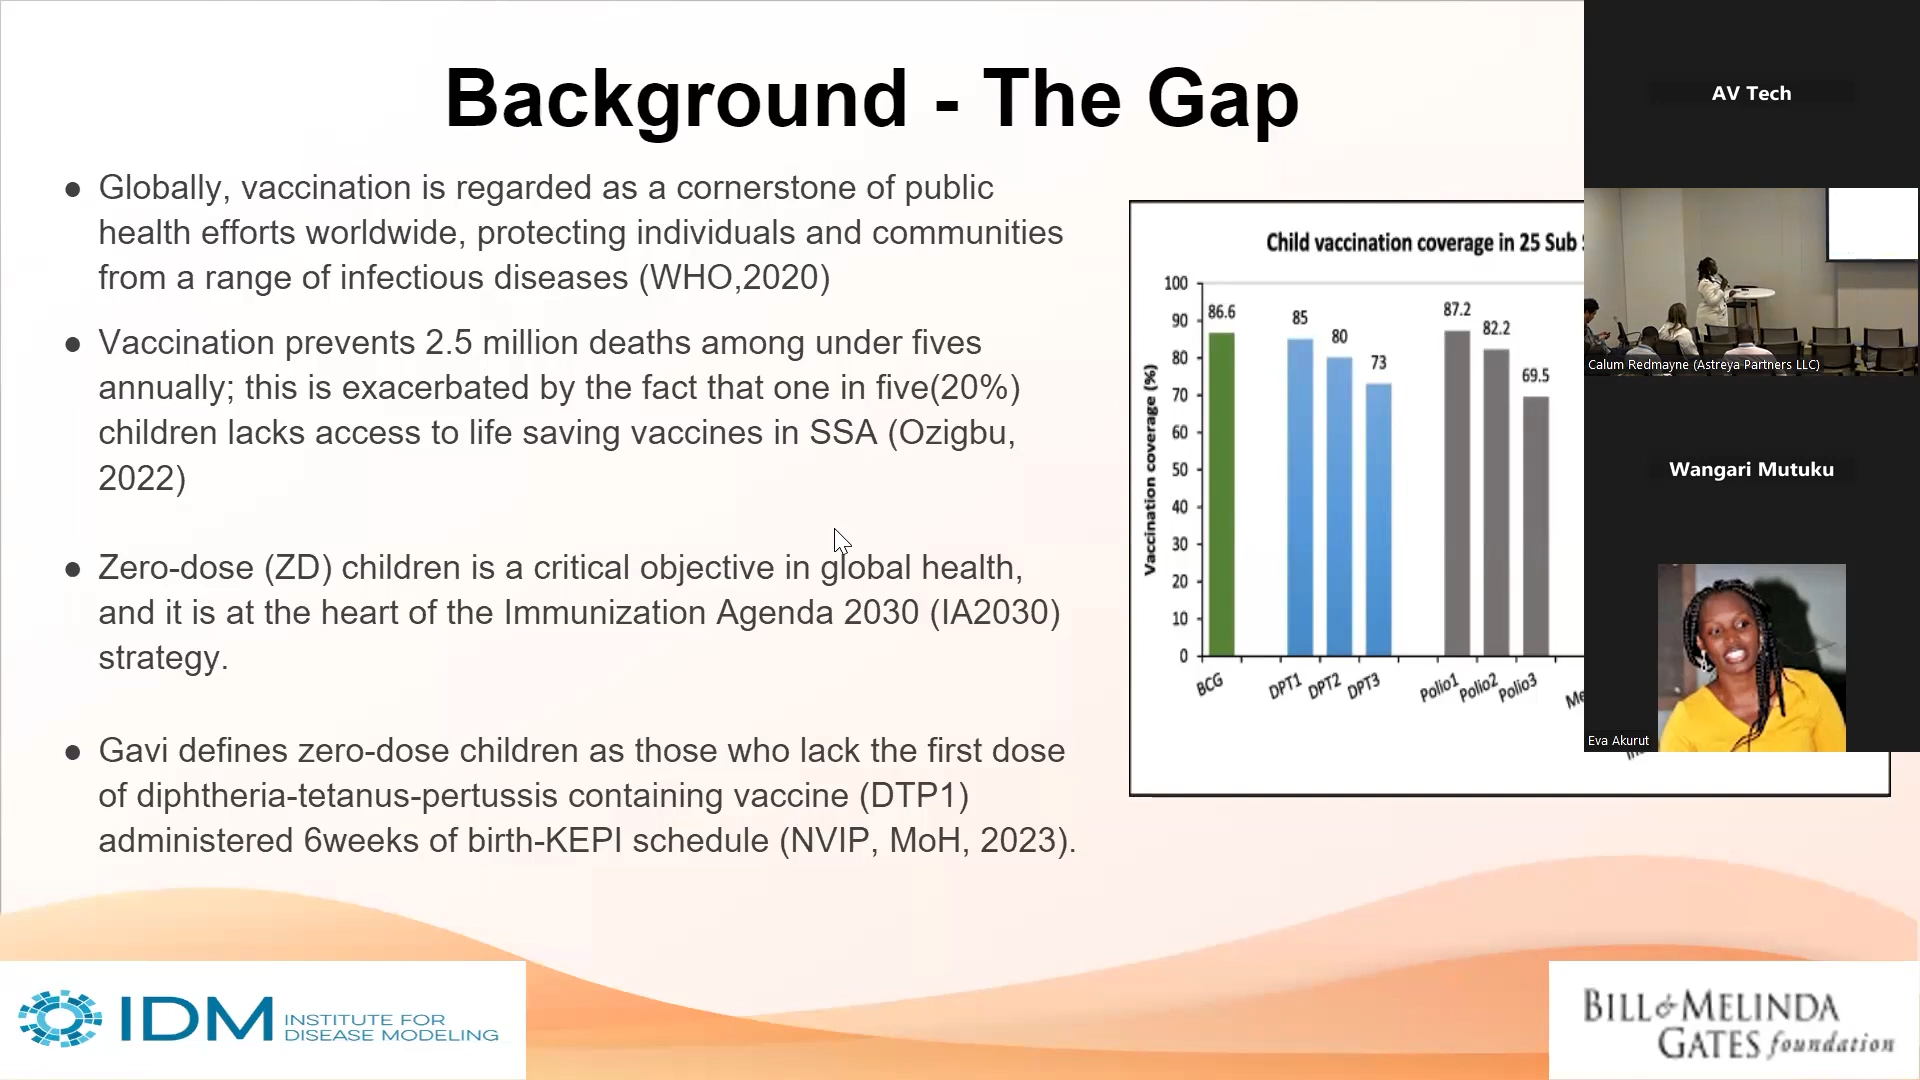 Background - The Gap
● Globally, vaccination is regarded as a cornerstone of public
health efforts worldwide, protecting individuals and communities
from a range of infectious diseases (WHO,2020)
● Vaccination prevents 2.5 million deaths among under fives
annually; this is exacerbated by the fact that one in five(20%)
children lacks access to life saving vaccines in SSA (Ozigbu,
2022)
● Zero-dose (ZD) children is a critical objective in global health,
and it is at the heart of the Immunization Agenda 2030 (IA2030)
strategy.
● Gavi defines zero-dose children as those who lack the first dose
of diphtheria-tetanus-pertussis containing vaccine (DTP1)
administered 6weeks of birth-KEPI schedule (NVIP, MoH, 2023).
Child vaccination coverage in 25 Sub
Vaccination coverage (%)
100
90
80
70
60
50
40
30
20
10
0
86.6
85
80
73
87.2
82.2
69.5
BCG
DPT1
DPT2
DPT3
Polio1
Polio2
Polio3
AV Tech
Calum Redmayne (Astreya Partners LLC)
Wangari Mutuku
Eva Akurut
IDM INSTITUTE FOR
DISEASE MODELING
BILL & MELINDA
GATES foundation